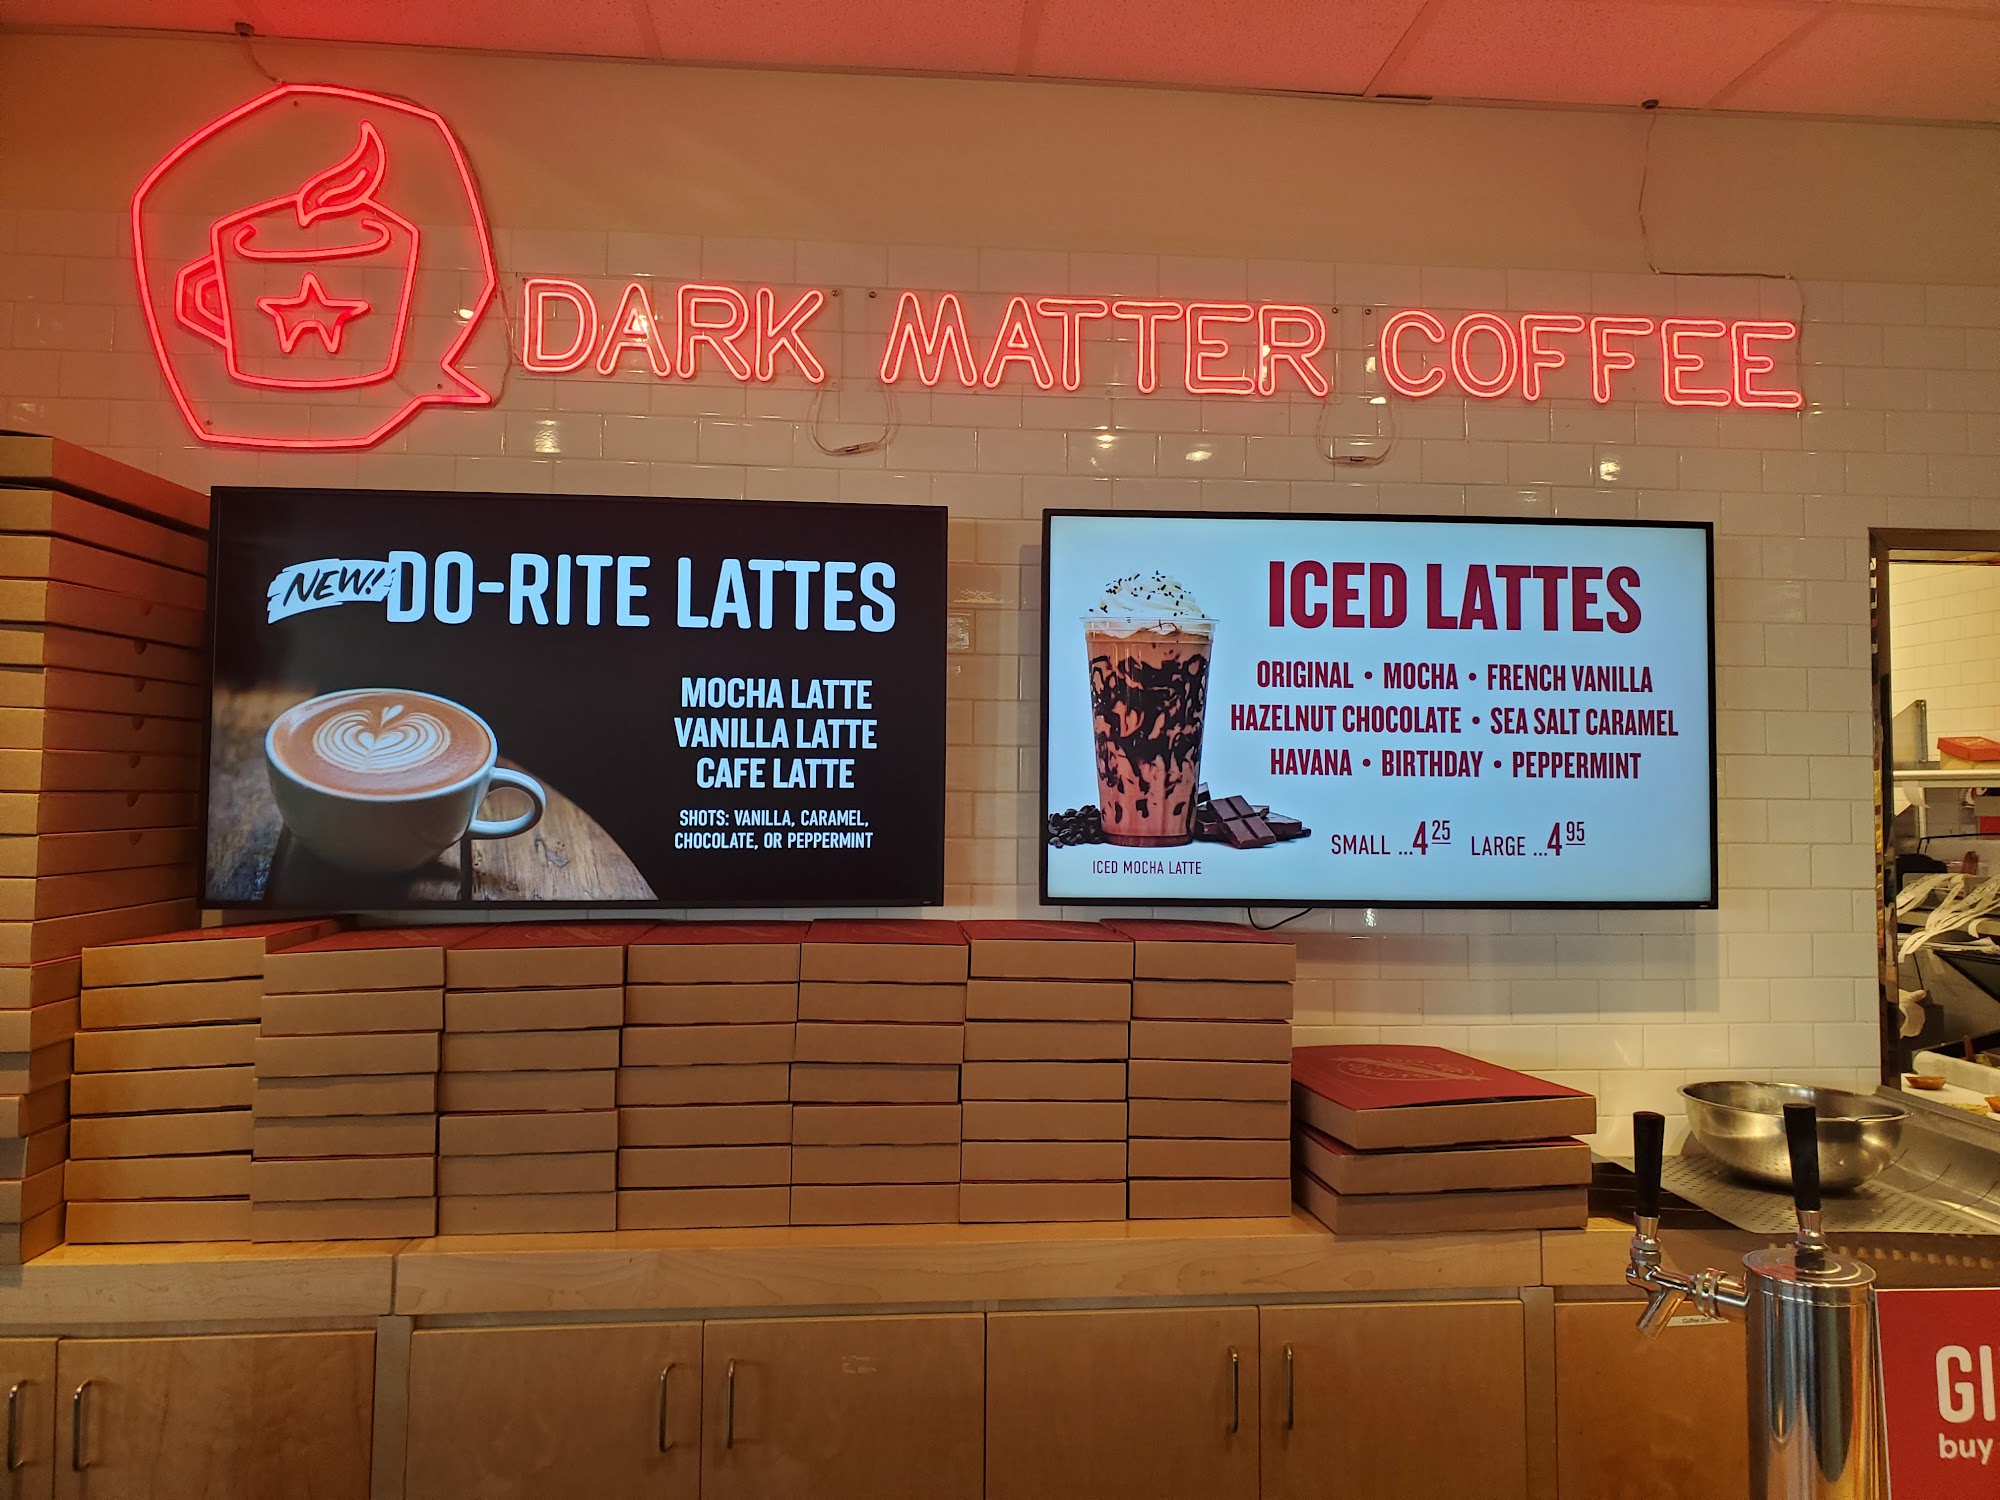 DARK MATTER COFFEE
NEW! DO-RITE LATTES
MOCHA LATTE
VANILLA LATTE
CAFE LATTE
SHOTS: VANILLA, CARAMEL,
CHOCOLATE, OR PEPPERMINT
ICED LATTES
ORIGINAL • MOCHA • FRENCH VANILLA
HAZELNUT CHOCOLATE • SEA SALT CARAMEL
HAVANA • BIRTHDAY • PEPPERMINT
SMALL ...4 25 LARGE ...4 95
ICED MOCHA LATTE
GI
buy